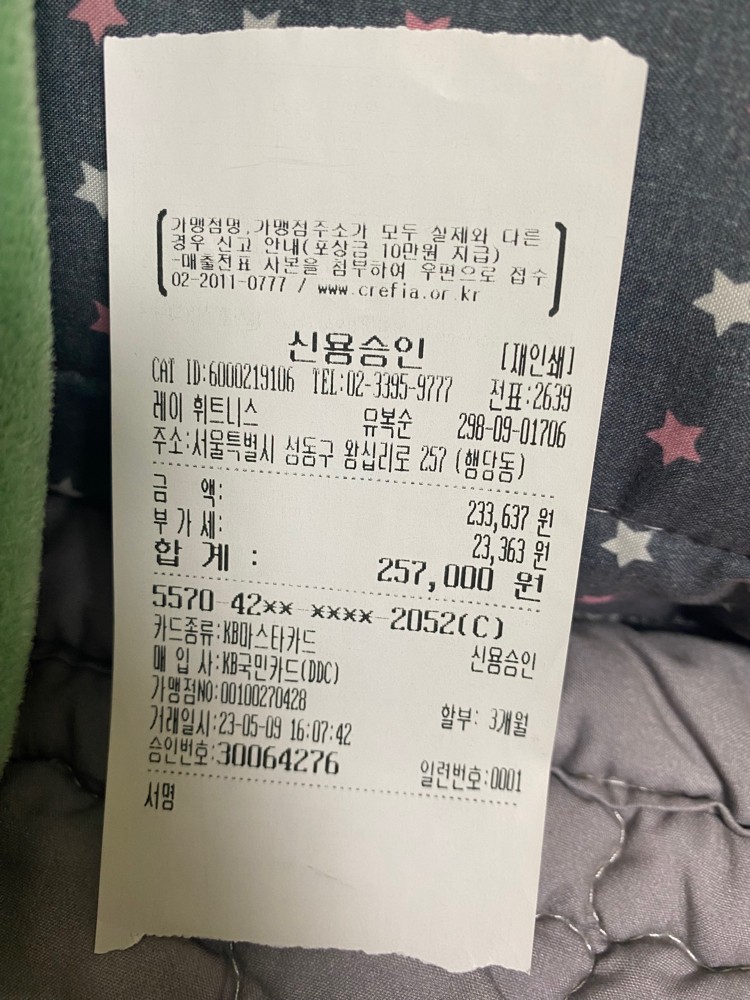 가맹점명,가맹점주소가 모두 실제와 다른
경우 신고 안내(포상금 10만원 지급)
-매출전표 사본을 첨부하여 우편으로 접수
02-2011-0777 / www.crefia.or.kr
신용승인 [재인쇄]
CAT ID:6000219106 TEL:02-3395-9777 전표:2639
레이 휘트니스 유복순 298-09-01706
주소:서울특별시 성동구 왕십리로 257 (행당동)
금 액: 233,637 원
부 가 세: 23,363 원
합 계 : 257,000 원
5570-42**-****-2052(C)
카드종류:KB마스타카드 신용승인
매 입 사:KB국민카드(DDC)
가맹점NO:00100270428 할부: 3개월
거래일시:23-05-09 16:07:42
승인번호:30064276 일련번호:0001
서명